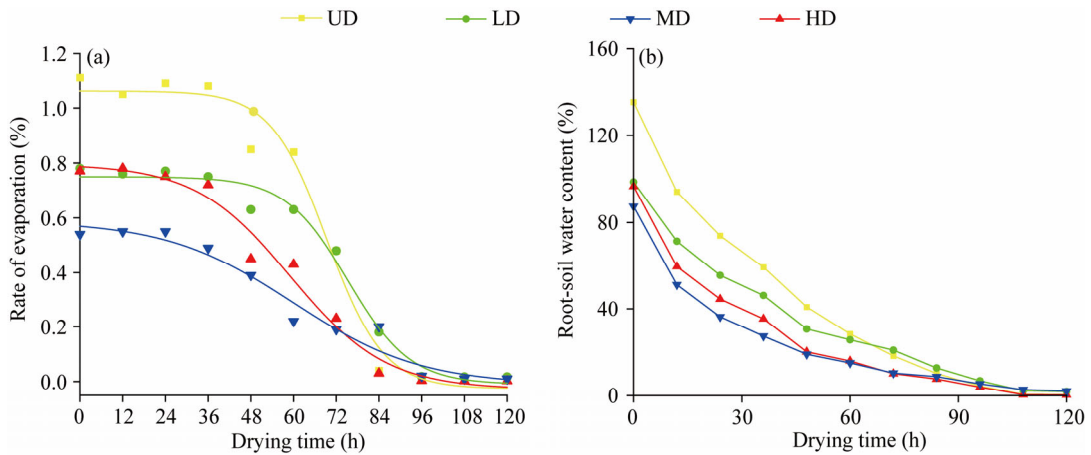 UD LD MD HD
(a)
1.2
1.0
0.8
0.6
0.4
0.2
0.0
Rate of evaporation (%)
0 12 24 36 48 60 72 84 96 108 120
Drying time (h)
(b)
160
120
80
40
0
Root-soil water content (%)
0 30 60 90 120
Drying time (h)